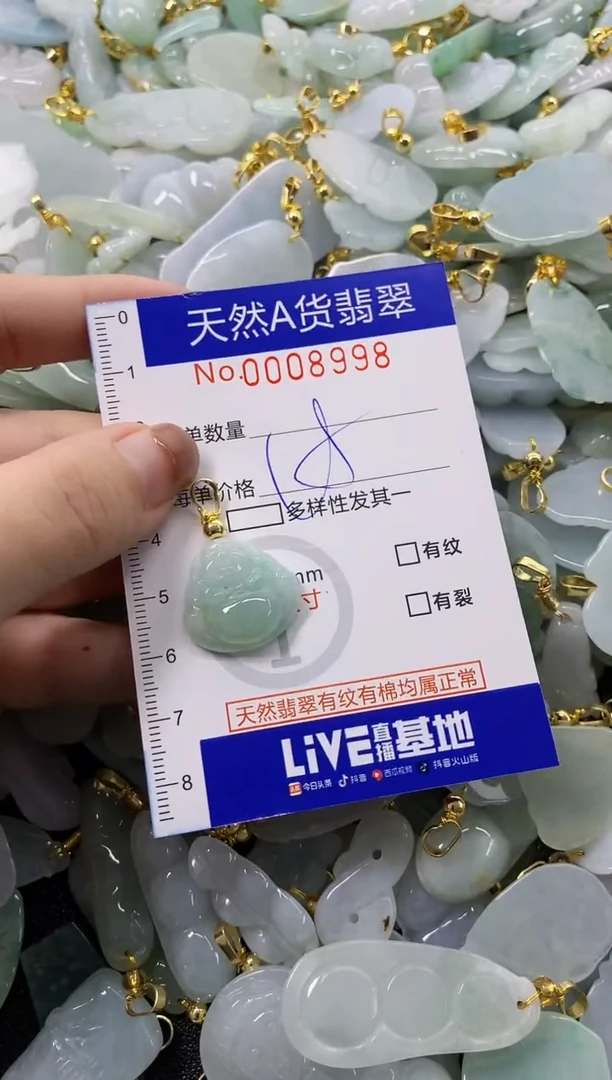 天然A货翡翠
No.0008998
单数量
每单价格
18
多样性发其一
mm
寸
有纹
有裂
天然翡翠有纹有棉均属正常
LiVE直播基地
今日头条 抖音 西瓜视频 抖音火山版
0
1
4
5
6
7
8
1